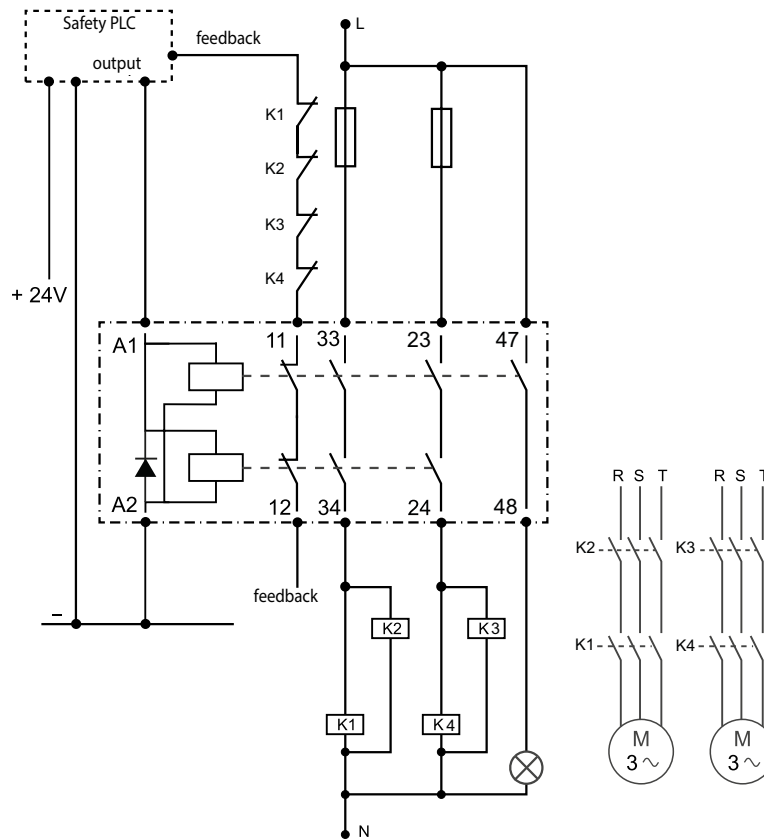 Safety PLC
output
feedback
L
K1
K2
K3
K4
+ 24V
A1
11
33
23
47
A2
12
34
24
48
feedback
–
K2
K3
K1
K4
N
R S T
R S T
K2
K3
K1
K4
M
3 ~
M
3 ~